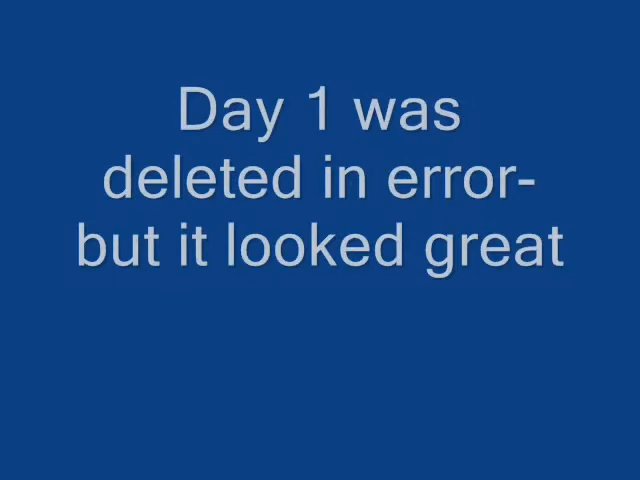 Day 1 was
deleted in error-
but it looked great